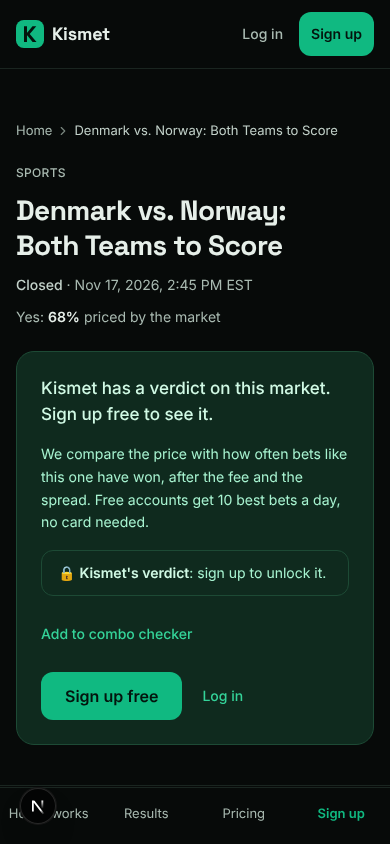 Kismet
Log in
Sign up
Home > Denmark vs. Norway: Both Teams to Score
SPORTS
Denmark vs. Norway:
Both Teams to Score
Closed · Nov 17, 2026, 2:45 PM EST
Yes: 68% priced by the market
Kismet has a verdict on this market.
Sign up free to see it.
We compare the price with how often bets like
this one have won, after the fee and the
spread. Free accounts get 10 best bets a day,
no card needed.
🔒 Kismet's verdict: sign up to unlock it.
Add to combo checker
Sign up free
Log in
works
Results
Pricing
Sign up